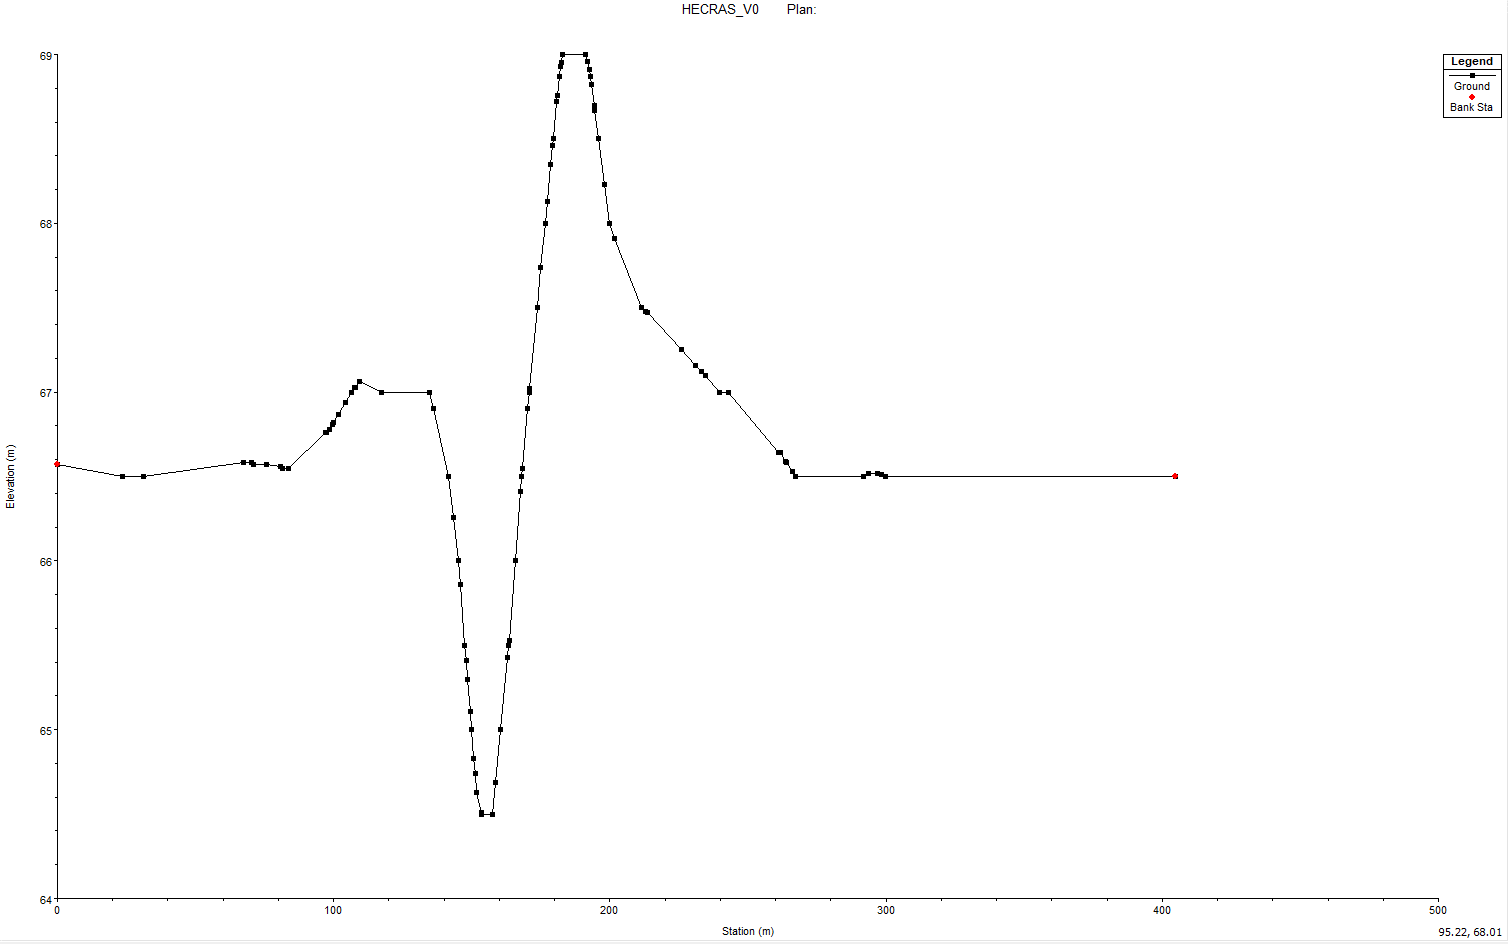 HECRAS_V0 Plan:
Legend
Ground
Bank Sta
69
68
67
66
65
64
Elevation (m)
0 100 200 300 400 500
Station (m)
95.22, 68.01